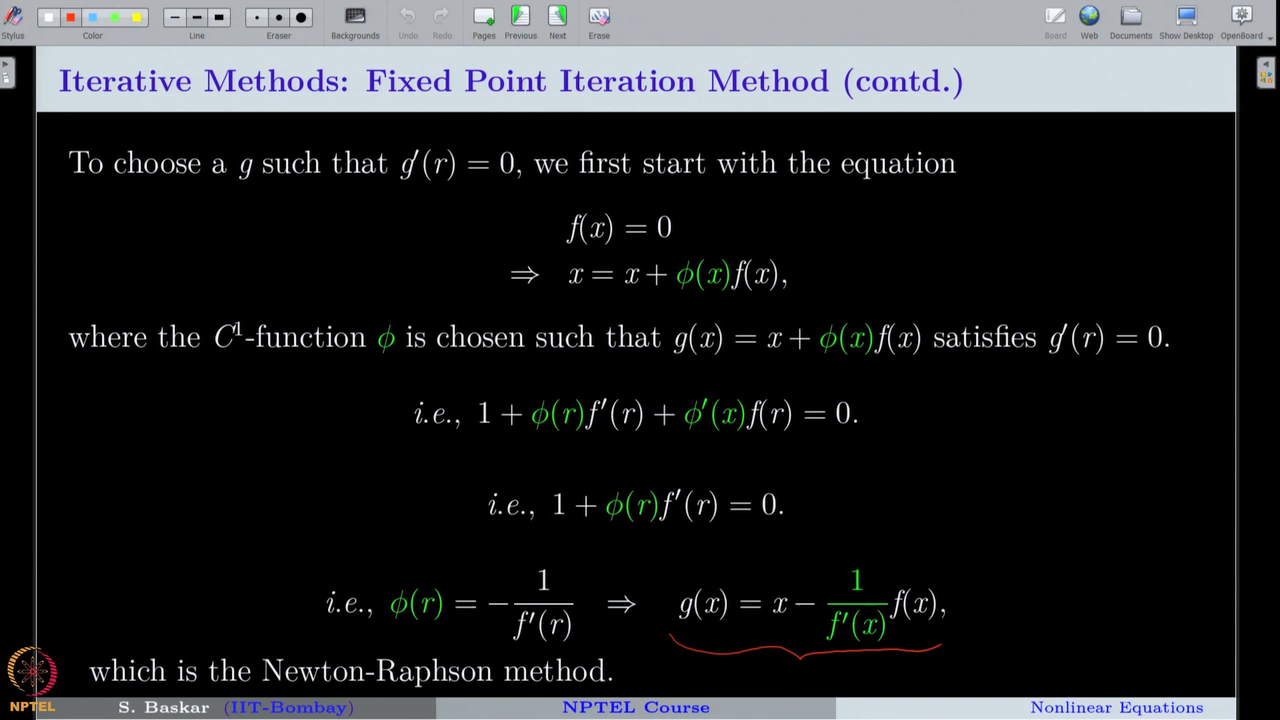 Stylus Color Line Eraser Backgrounds Undo Redo Pages Previous Next Erase Board Web Documents Show Desktop OpenBoard
Iterative Methods: Fixed Point Iteration Method (contd.)
To choose a g such that g′(r) = 0, we first start with the equation
f(x) = 0
⇒ x = x + ϕ(x)f(x),
where the C¹-function ϕ is chosen such that g(x) = x + ϕ(x)f(x) satisfies g′(r) = 0.
i.e., 1 + ϕ(r)f′(r) + ϕ′(x)f(r) = 0.
i.e., 1 + ϕ(r)f′(r) = 0.
i.e., ϕ(r) = −1/f′(r) ⇒ g(x) = x − 1/f′(x) f(x),
which is the Newton-Raphson method.
NPTEL
S. Baskar (IIT-Bombay) NPTEL Course Nonlinear Equations